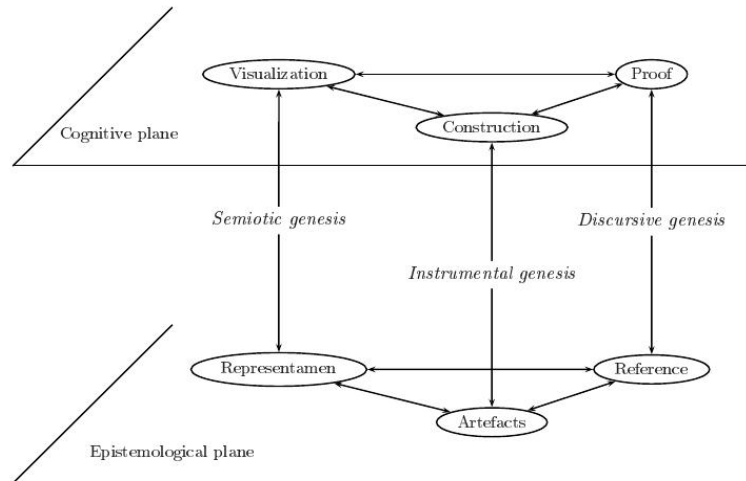 Visualization
Proof
Construction
Cognitive plane
Semiotic genesis
Discursive genesis
Instrumental genesis
Representamen
Reference
Artefacts
Epistemological plane